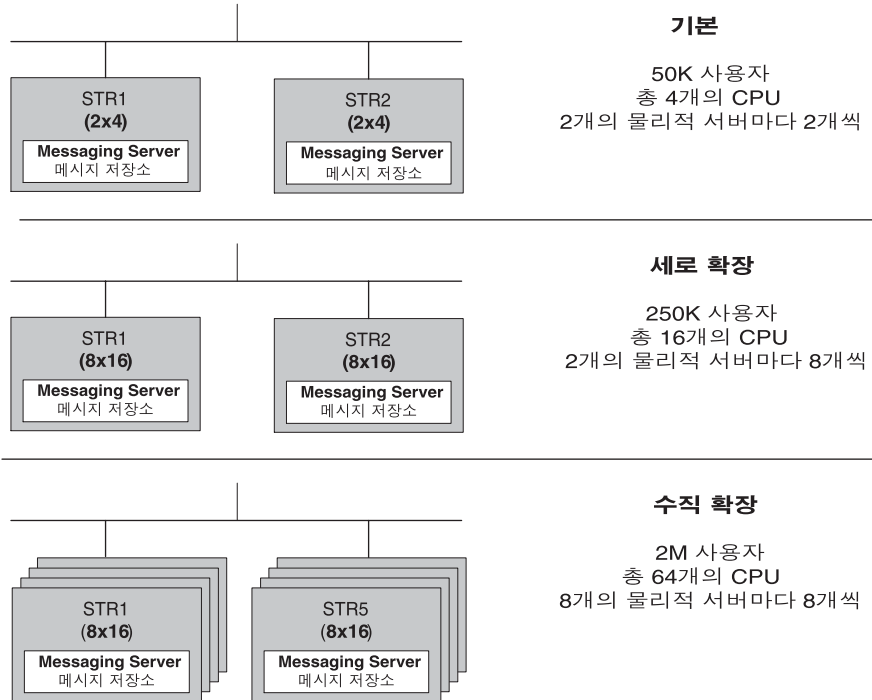 기본
50K 사용자
총 4개의 CPU
2개의 물리적 서버마다 2개씩
STR1
(2x4)
Messaging Server
메시지 저장소
STR2
(2x4)
Messaging Server
메시지 저장소
세로 확장
250K 사용자
총 16개의 CPU
2개의 물리적 서버마다 8개씩
STR1
(8x16)
Messaging Server
메시지 저장소
STR2
(8x16)
Messaging Server
메시지 저장소
수직 확장
2M 사용자
총 64개의 CPU
8개의 물리적 서버마다 8개씩
STR1
(8x16)
Messaging Server
메시지 저장소
STR5
(8x16)
Messaging Server
메시지 저장소